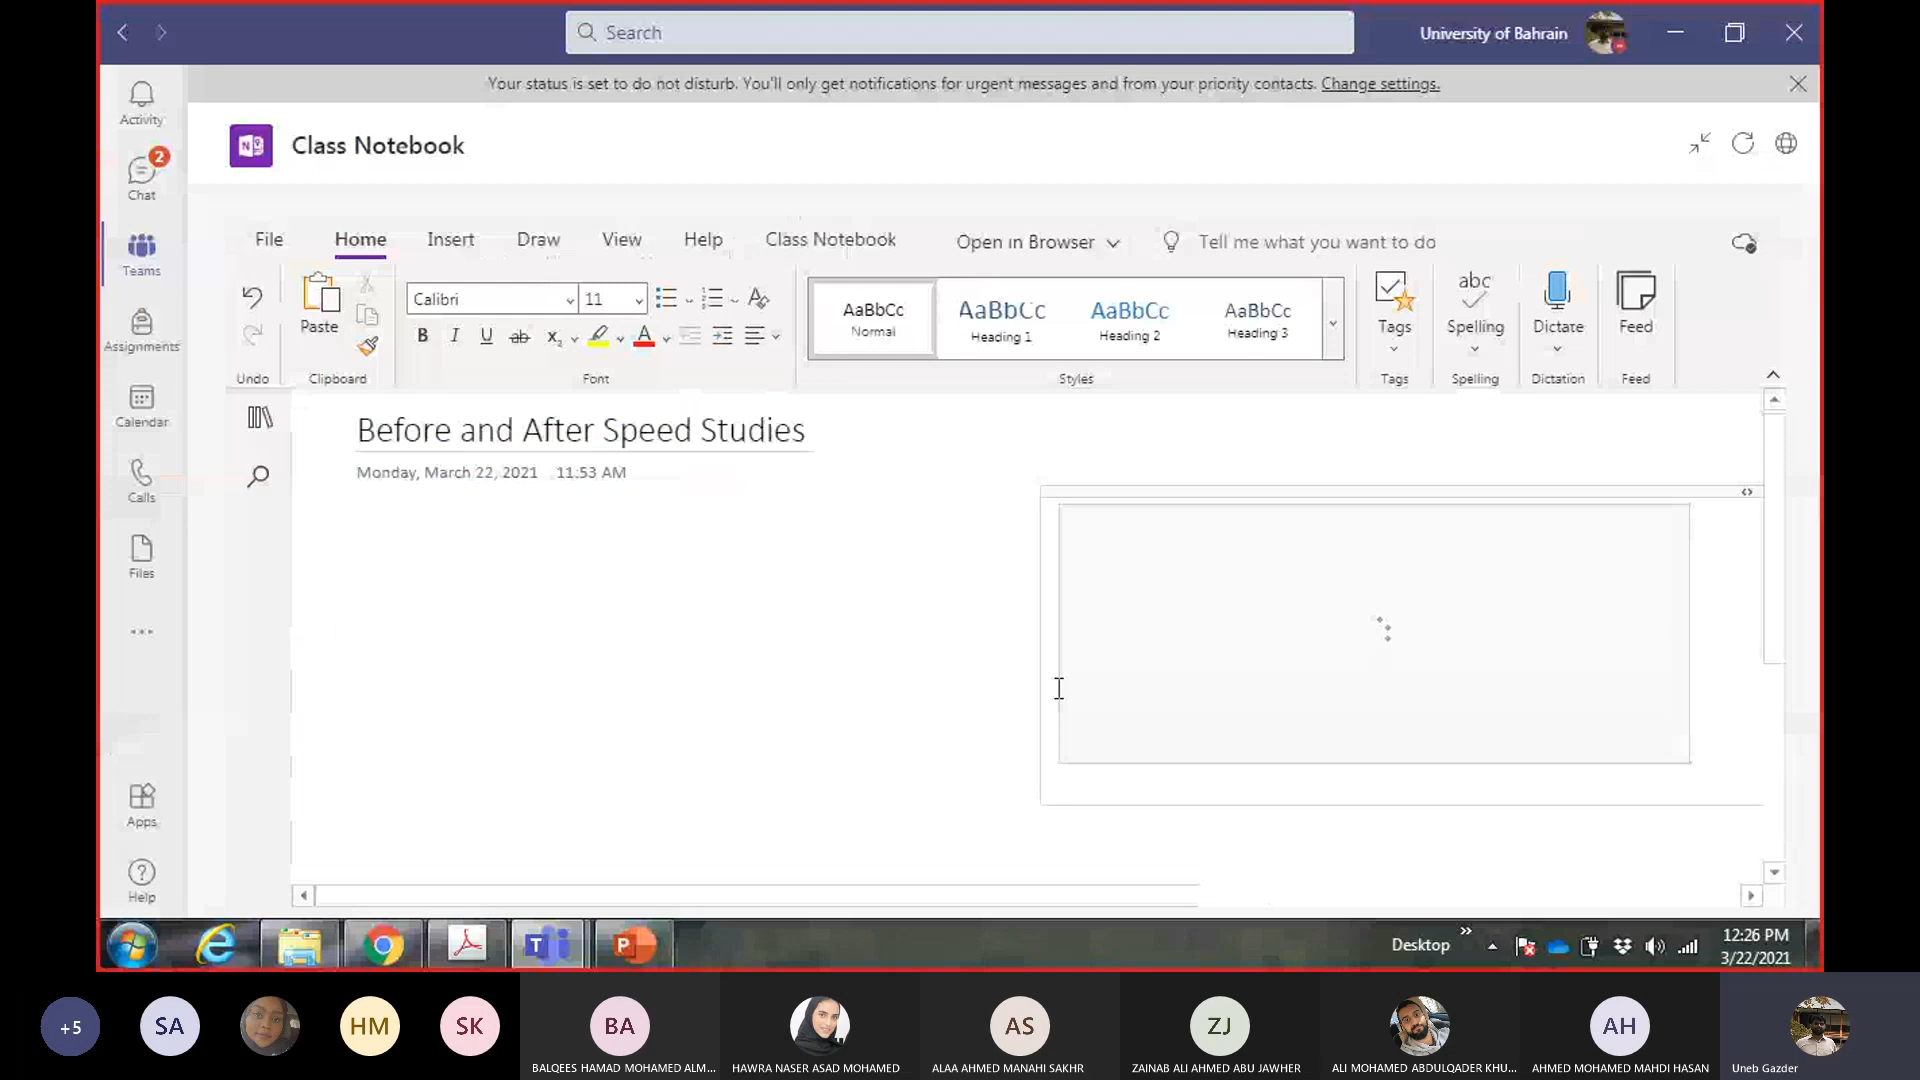 Search
University of Bahrain
Your status is set to do not disturb. You'll only get notifications for urgent messages and from your priority contacts. Change settings.
Activity
2
Chat
Teams
Assignments
Calendar
Calls
Files
Apps
Help
Class Notebook
File Home Insert Draw View Help Class Notebook Open in Browser Tell me what you want to do
Paste
Calibri 11
B I U ab x₂ A
AaBbCc Normal
AaBbCc Heading 1
AaBbCc Heading 2
AaBbCc Heading 3
Tags
abc
Spelling
Dictate
Feed
Undo Clipboard Font Styles Tags Spelling Dictation Feed
Before and After Speed Studies
Monday, March 22, 2021 11:53 AM
Desktop
12:26 PM
3/22/2021
+5 SA HM SK BA AS ZJ AH
BALQEES HAMAD MOHAMED ALM...
HAWRA NASER ASAD MOHAMED
ALAA AHMED MANAHI SAKHR
ZAINAB ALI AHMED ABU JAWHER
ALI MOHAMED ABDULQADER KHU...
AHMED MOHAMED MAHDI HASAN
Uneb Gazder